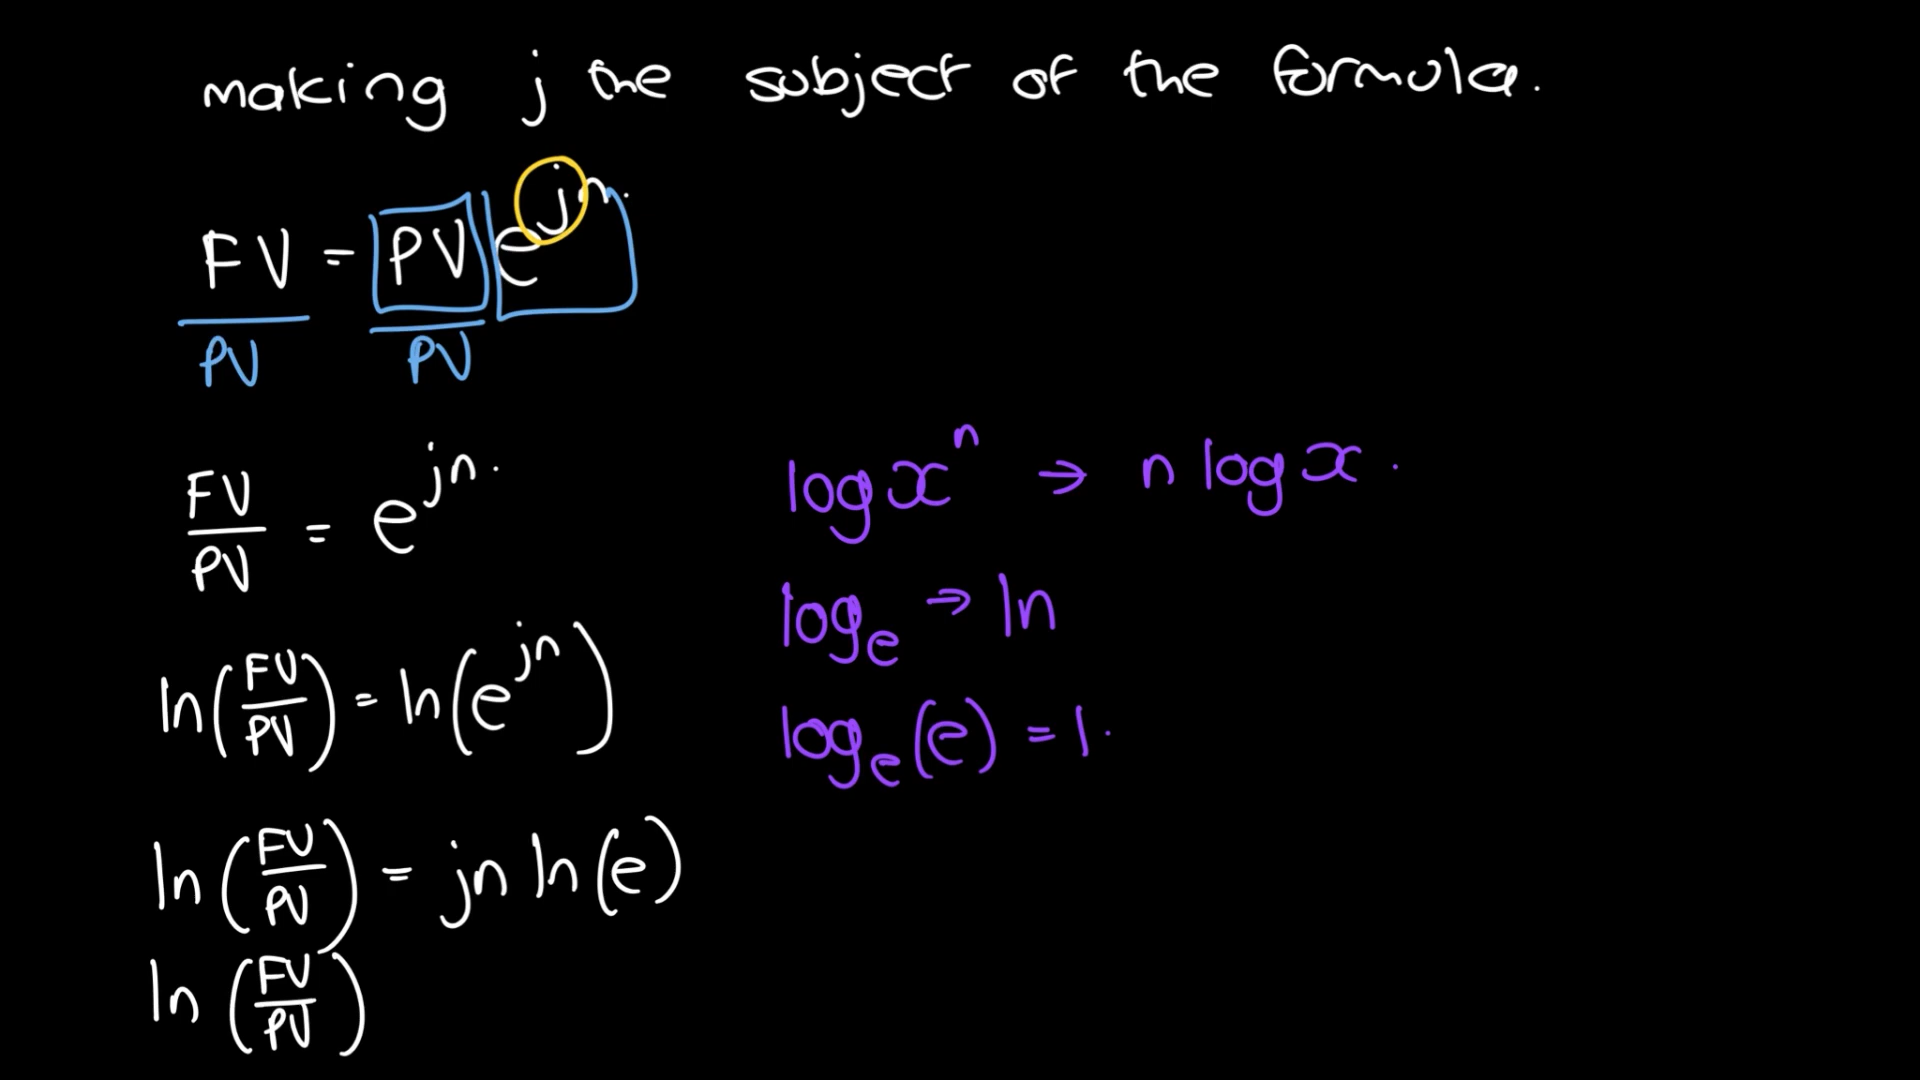 making j the subject of the formula.
FV = PV e^jn.
PV PV
FV/PV = e^jn.
ln(FV/PV) = ln(e^jn)
ln(FV/PV) = jn ln(e)
ln(FV/PV)
log x^n → n log x.
log_e → ln
log_e(e) = 1.